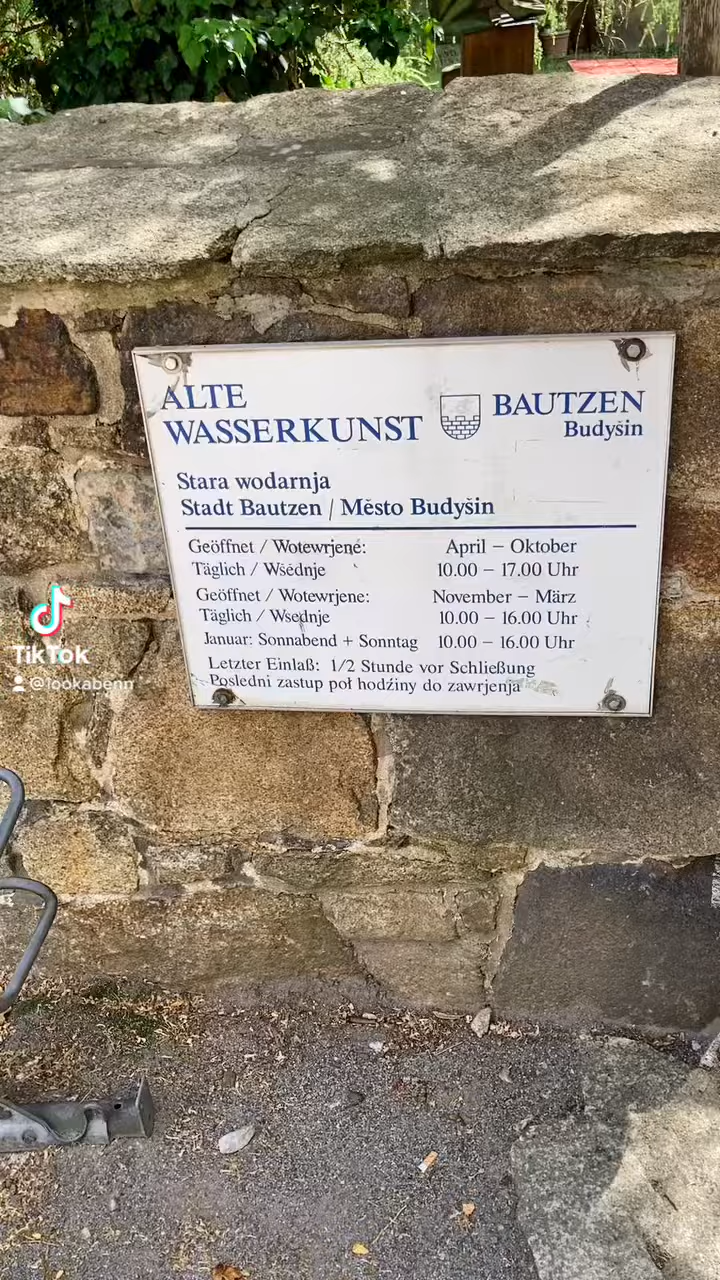 ALTE
WASSERKUNST
BAUTZEN
Budyšin
Stara wodarnja
Stadt Bautzen / Město Budyšin
Geöffnet / Wotewrjene: April – Oktober
Täglich / Wšědnje 10.00 – 17.00 Uhr
Geöffnet / Wotewrjene: November – März
Täglich / Wsednje 10.00 – 16.00 Uhr
Januar: Sonnabend + Sonntag 10.00 – 16.00 Uhr
Letzter Einlaß: 1/2 Stunde vor Schließung
Posledni zastup poł hodźiny do zawrjenja
TikTok
@lookabenn